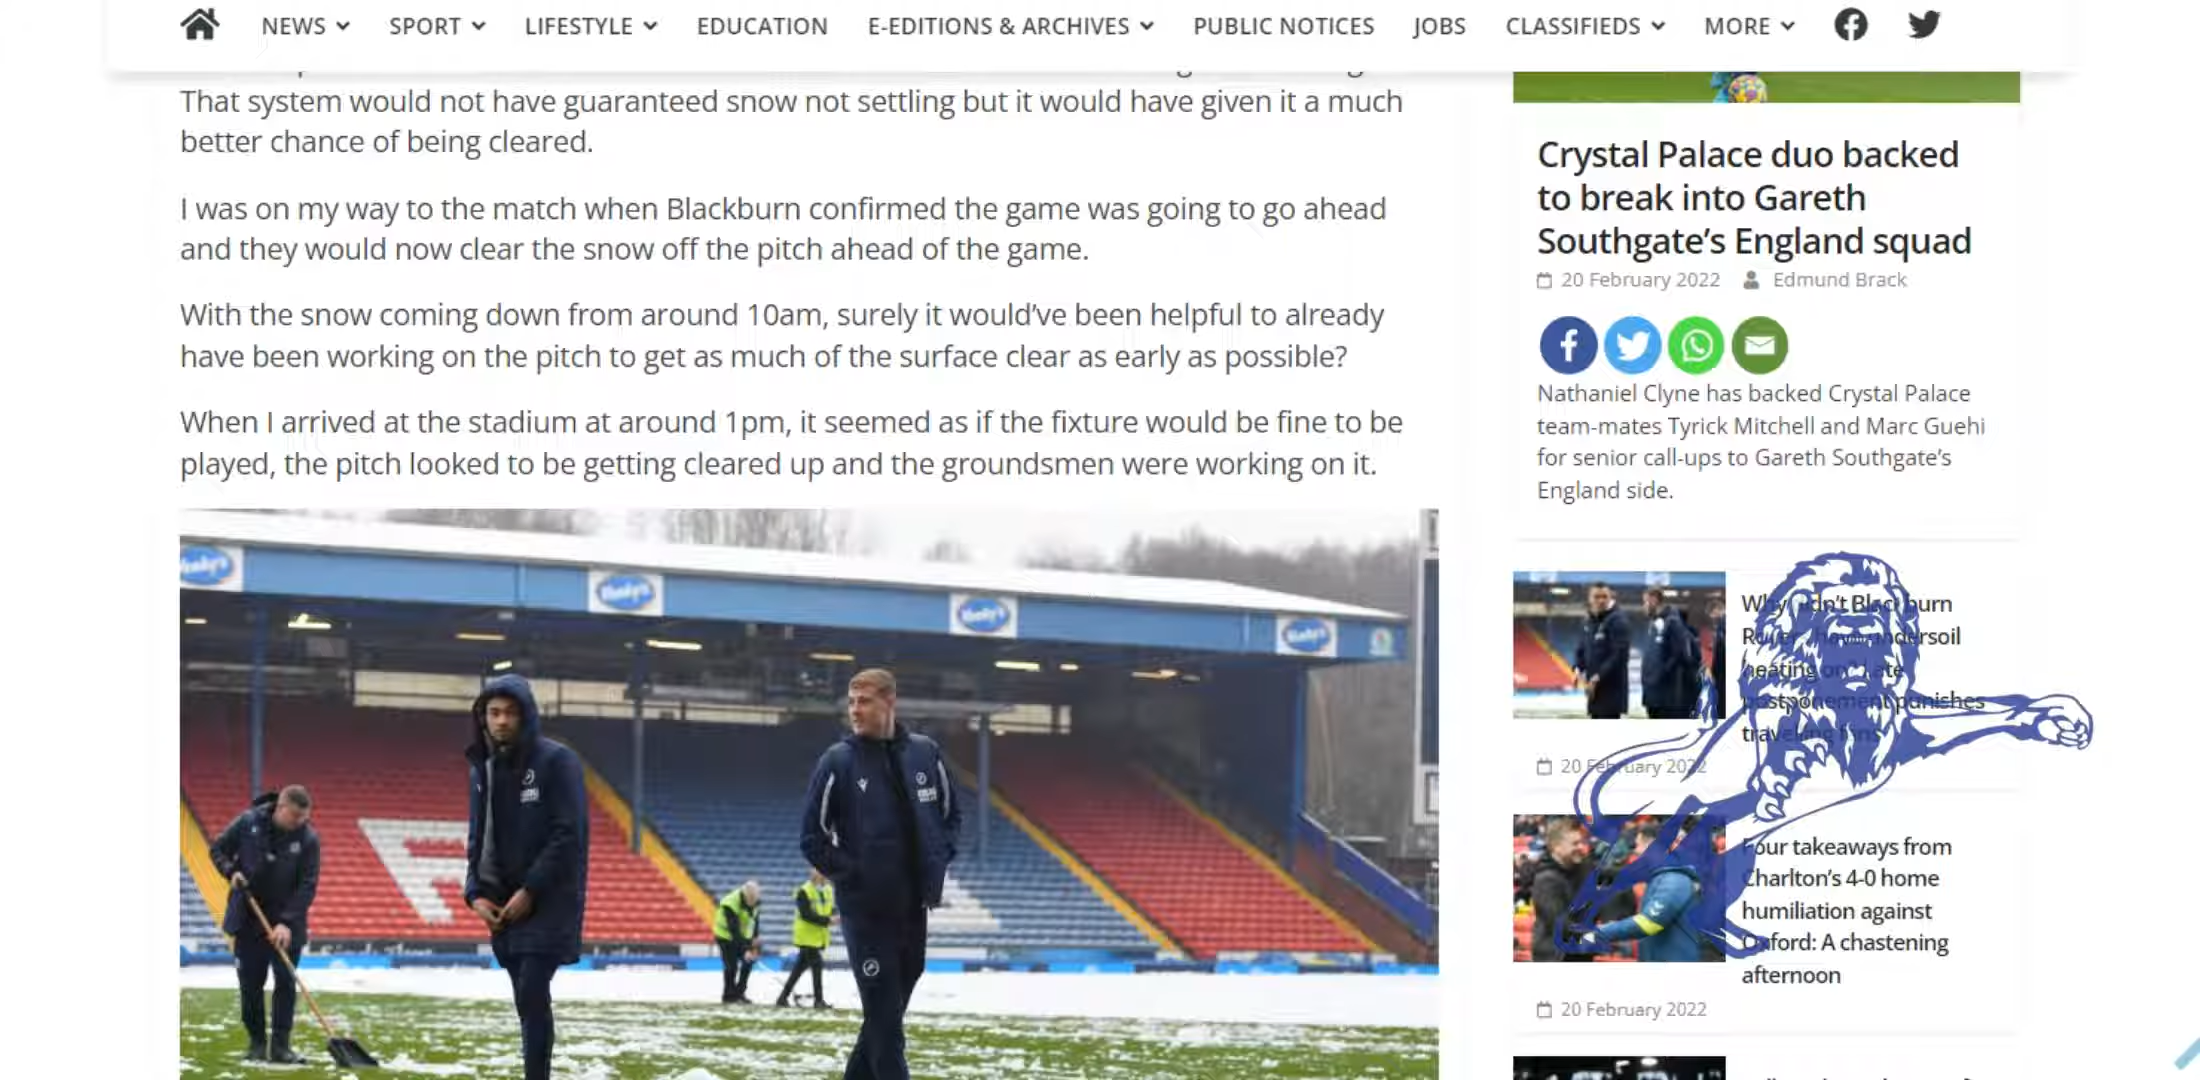 NEWS
SPORT
LIFESTYLE
EDUCATION
E-EDITIONS & ARCHIVES
PUBLIC NOTICES
JOBS
CLASSIFIEDS
MORE
That system would not have guaranteed snow not settling but it would have given it a much
better chance of being cleared.
I was on my way to the match when Blackburn confirmed the game was going to go ahead
and they would now clear the snow off the pitch ahead of the game.
With the snow coming down from around 10am, surely it would’ve been helpful to already
have been working on the pitch to get as much of the surface clear as early as possible?
When I arrived at the stadium at around 1pm, it seemed as if the fixture would be fine to be
played, the pitch looked to be getting cleared up and the groundsmen were working on it.
Venky's
Venky's
Venky's
Crystal Palace duo backed
to break into Gareth
Southgate’s England squad
20 February 2022 Edmund Brack
Nathaniel Clyne has backed Crystal Palace
team-mates Tyrick Mitchell and Marc Guehi
for senior call-ups to Gareth Southgate’s
England side.
Why didn’t Blackburn
Rovers have undersoil
heating on? Late
postponement punishes
travelling fans
20 February 2022
Four takeaways from
Charlton’s 4-0 home
humiliation against
Oxford: A chastening
afternoon
20 February 2022